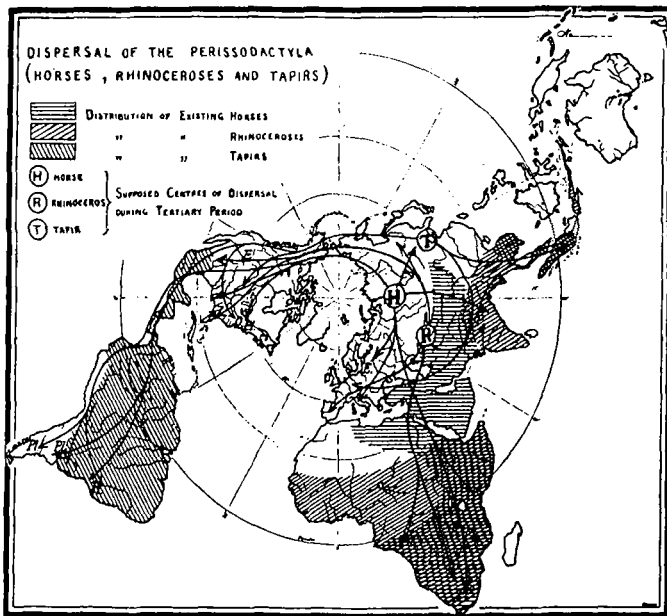 DISPERSAL OF THE PERISSODACTYLA
(HORSES, RHINOCEROSES AND TAPIRS)
DISTRIBUTION OF EXISTING HORSES
" " RHINOCEROSES
" " TAPIRS
H HORSE
R RHINOCEROS
T TAPIR
SUPPOSED CENTRES OF DISPERSAL
DURING TERTIARY PERIOD
T
H
R